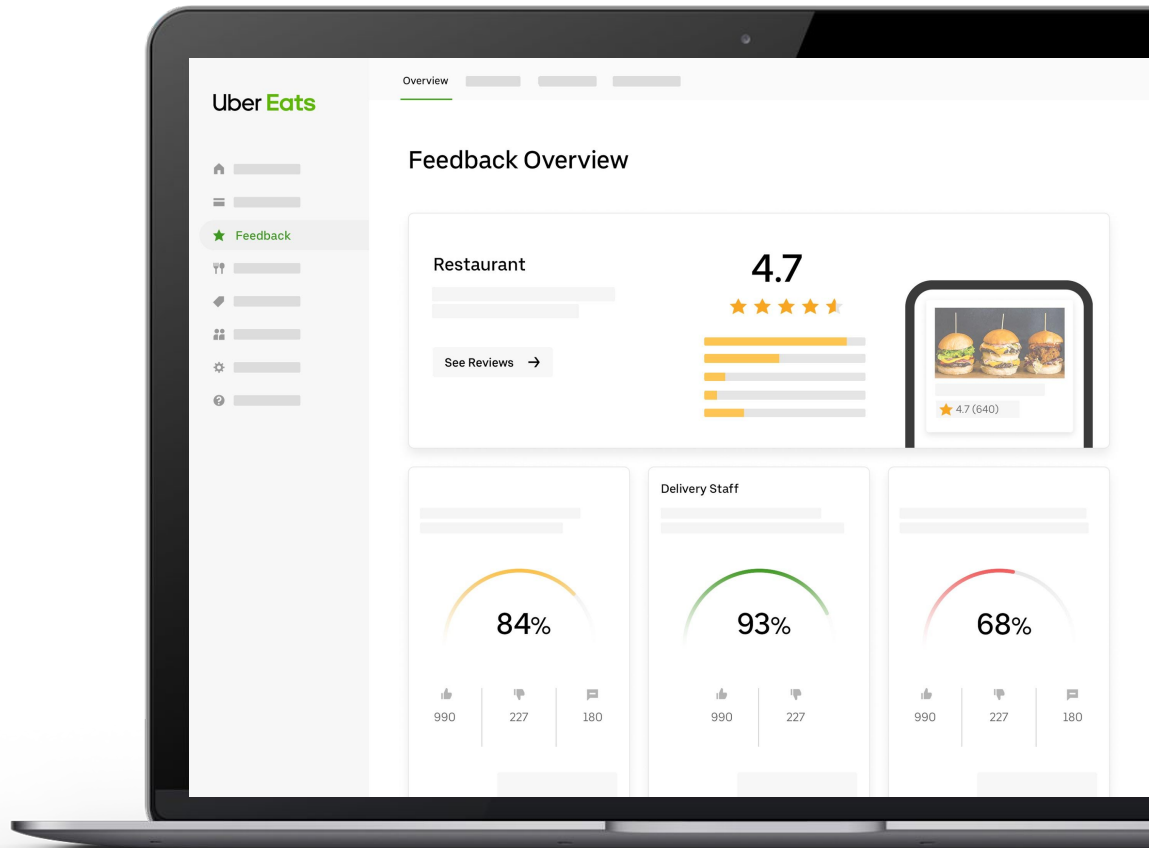 Overview
Uber Eats
Feedback Overview
Feedback
Restaurant
4.7
See Reviews
4.7 (640)
Delivery Staff
84%
93%
68%
990 227 180
990 227
990 227 180